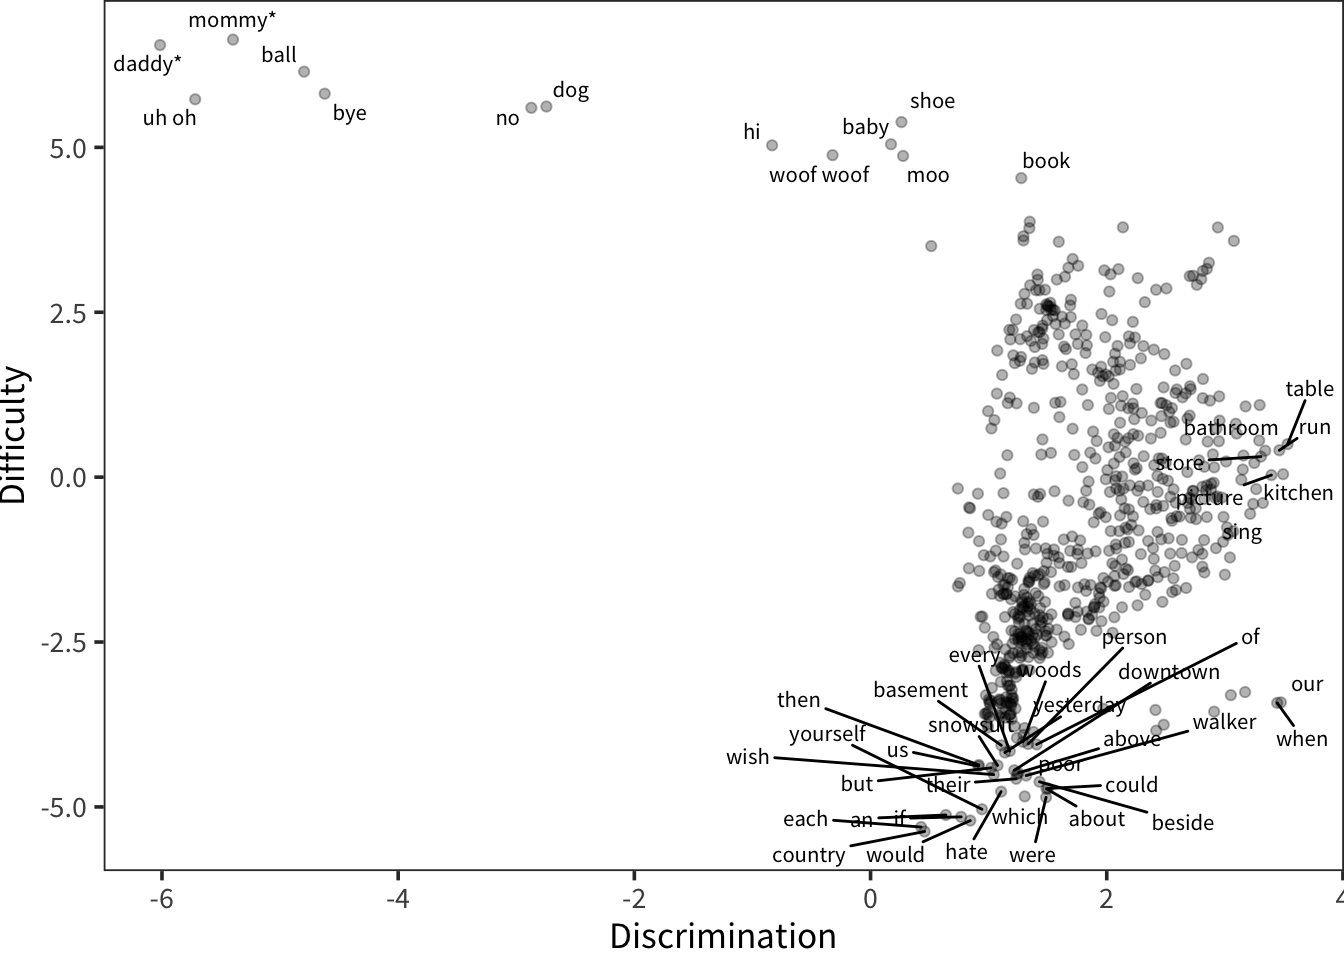 mommy*
daddy*
ball
uh oh
bye
dog
no
shoe
hi
baby
woof woof
moo
book
5.0
2.5
0.0
-2.5
-5.0
Difficulty
table
bathroom
run
store
picture
kitchen
sing
person
of
every
woods
downtown
basement
then
yesterday
our
snowsuit
walker
yourself
us
above
when
wish
poor
but
their
could
each
an
if
which
about
beside
country
would
hate
were
-6
-4
-2
0
2
4
Discrimination